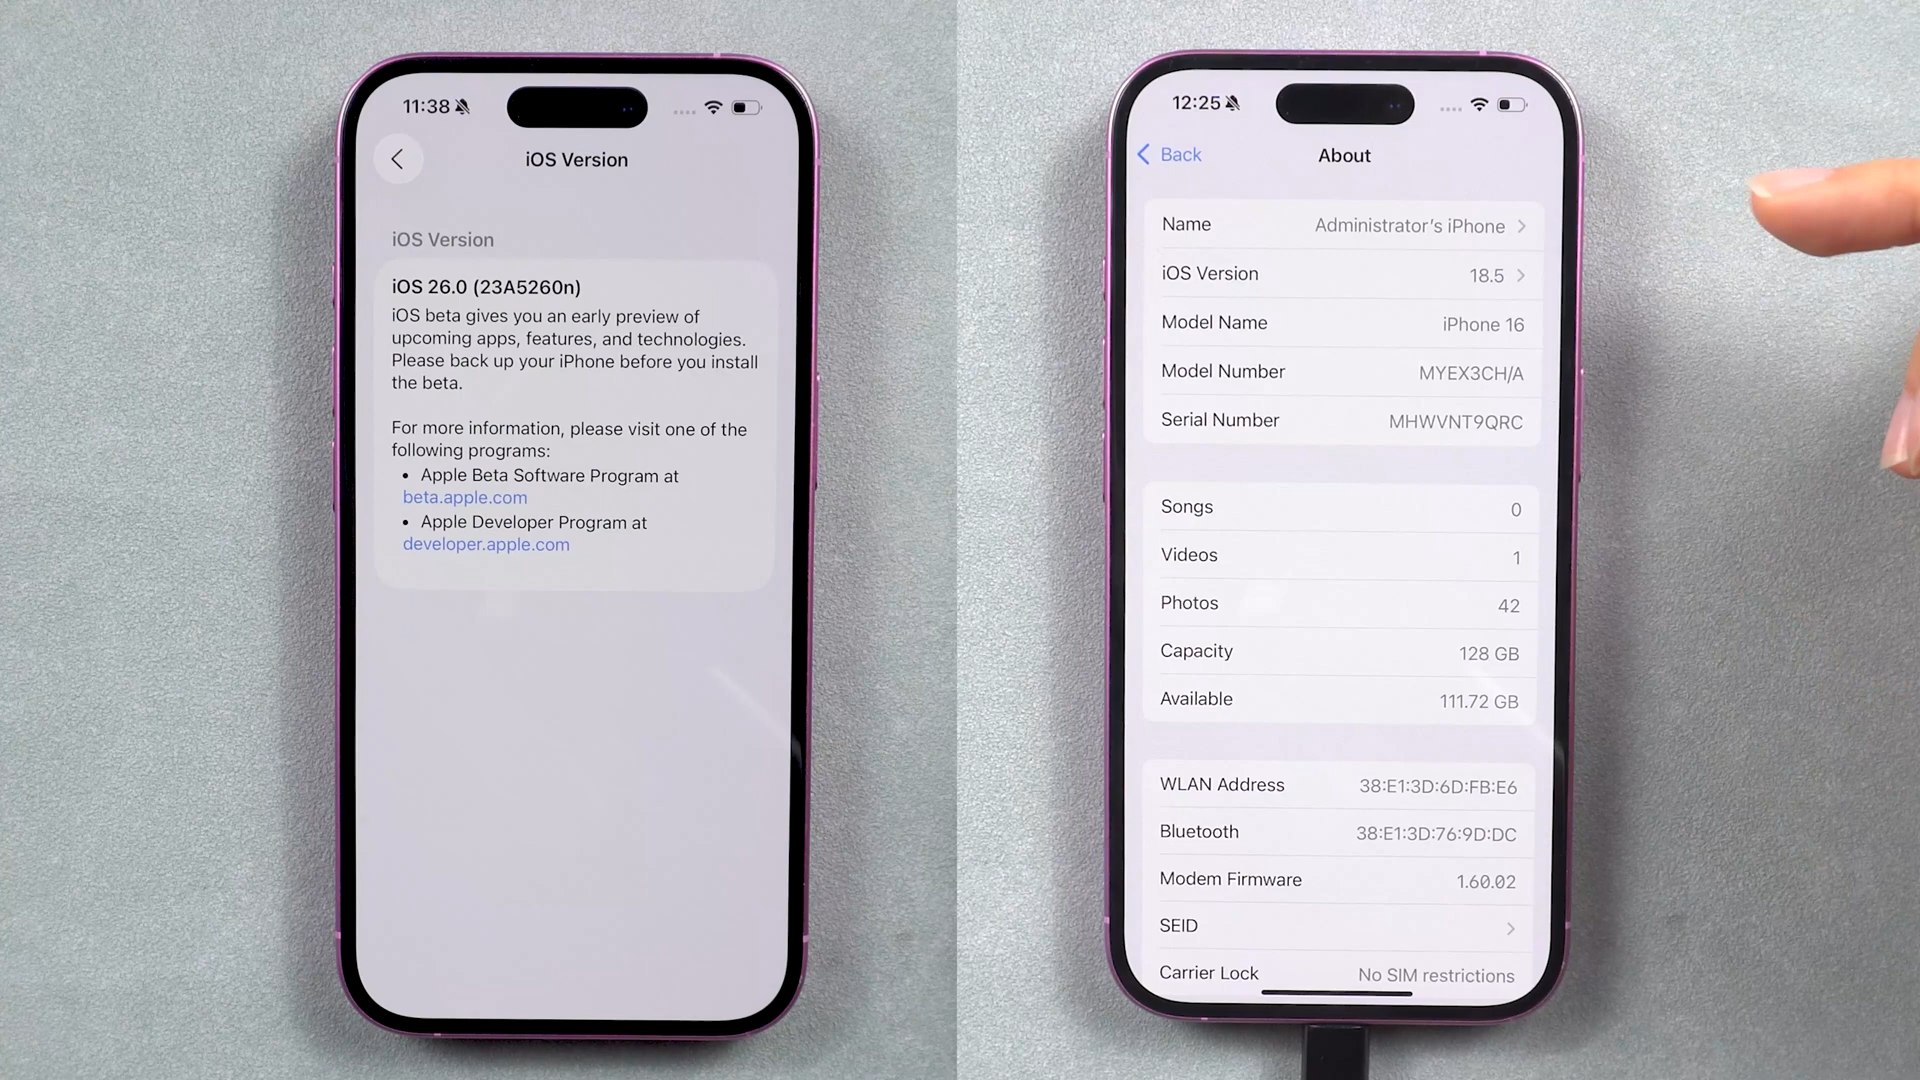 11:38
iOS Version
iOS Version
iOS 26.0 (23A5260n)
iOS beta gives you an early preview of
upcoming apps, features, and technologies.
Please back up your iPhone before you install
the beta.
For more information, please visit one of the
following programs:
• Apple Beta Software Program at
beta.apple.com
• Apple Developer Program at
developer.apple.com
12:25
Back
About
Name Administrator’s iPhone
iOS Version 18.5
Model Name iPhone 16
Model Number MYEX3CH/A
Serial Number MHWVNT9QRC
Songs 0
Videos 1
Photos 42
Capacity 128 GB
Available 111.72 GB
WLAN Address 38:E1:3D:6D:FB:E6
Bluetooth 38:E1:3D:76:9D:DC
Modem Firmware 1.60.02
SEID
Carrier Lock No SIM restrictions